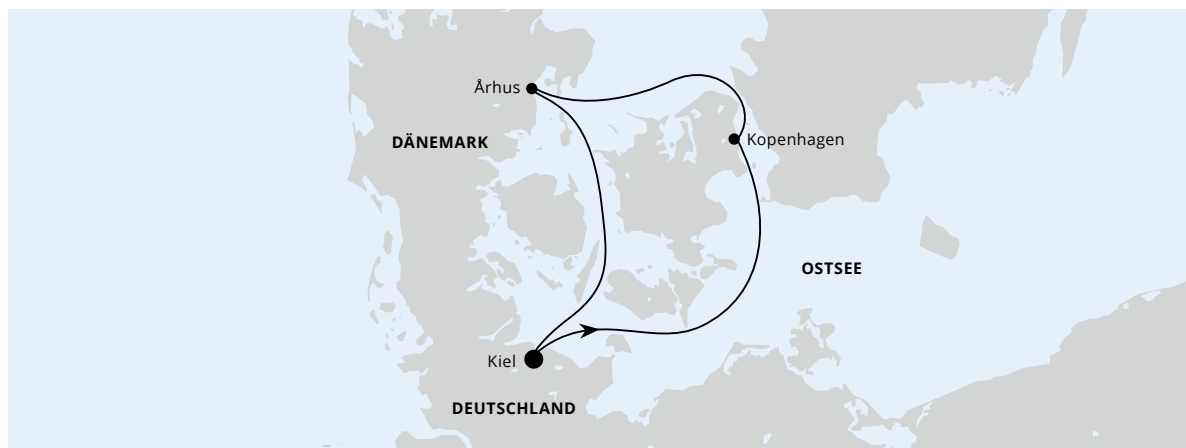 Århus
DÄNEMARK
Kopenhagen
OSTSEE
Kiel
DEUTSCHLAND